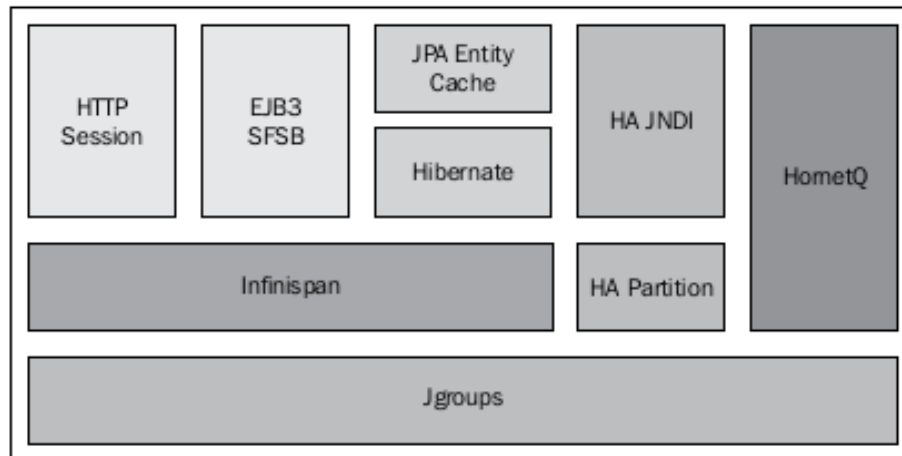 HTTP
Session
EJB3
SFSB
JPA Entity
Cache
Hibernate
HA JNDI
HornetQ
Infinispan
HA Partition
Jgroups